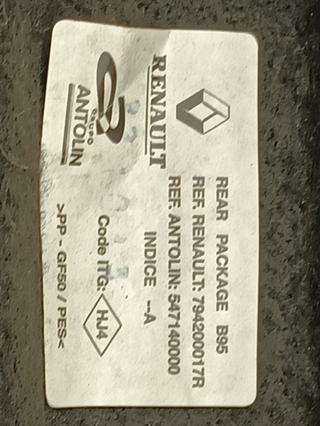 RENAULT
GRUPO
ANTOLIN
REAR PACKAGE B95
REF. RENAULT: 794200017R
REF. ANTOLIN: 547140000
INDICE --A
Code ITG: HJ4
>PP - GF50 / PES<